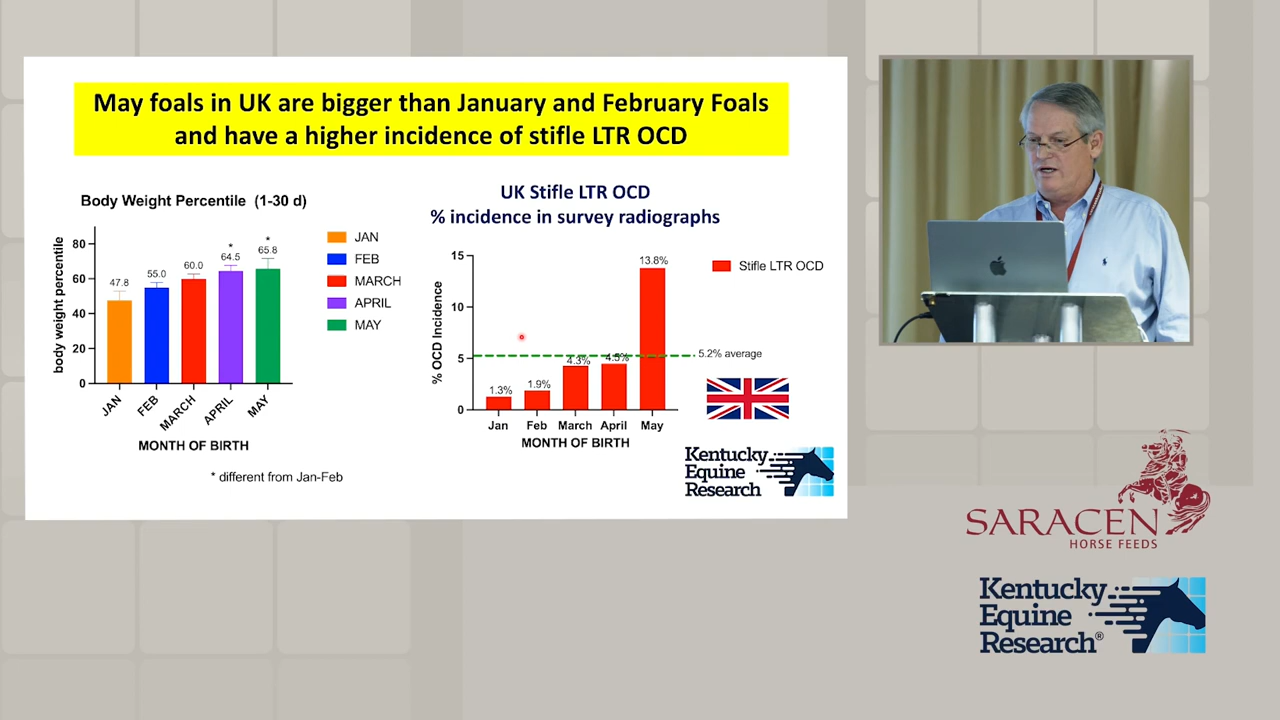 May foals in UK are bigger than January and February Foals
and have a higher incidence of stifle LTR OCD
Body Weight Percentile (1-30 d)
body weight percentile
80
60
40
20
0
47.8
55.0
60.0
*
64.5
*
65.8
JAN
FEB
MARCH
APRIL
MAY
MONTH OF BIRTH
* different from Jan-Feb
JAN
FEB
MARCH
APRIL
MAY
UK Stifle LTR OCD
% incidence in survey radiographs
% OCD Incidence
15
10
5
0
1.3%
1.9%
4.3%
4.5%
13.8%
Jan
Feb
March
April
May
MONTH OF BIRTH
Stifle LTR OCD
5.2% average
Kentucky
Equine
Research
SARACEN
HORSE FEEDS
Kentucky
Equine
Research®